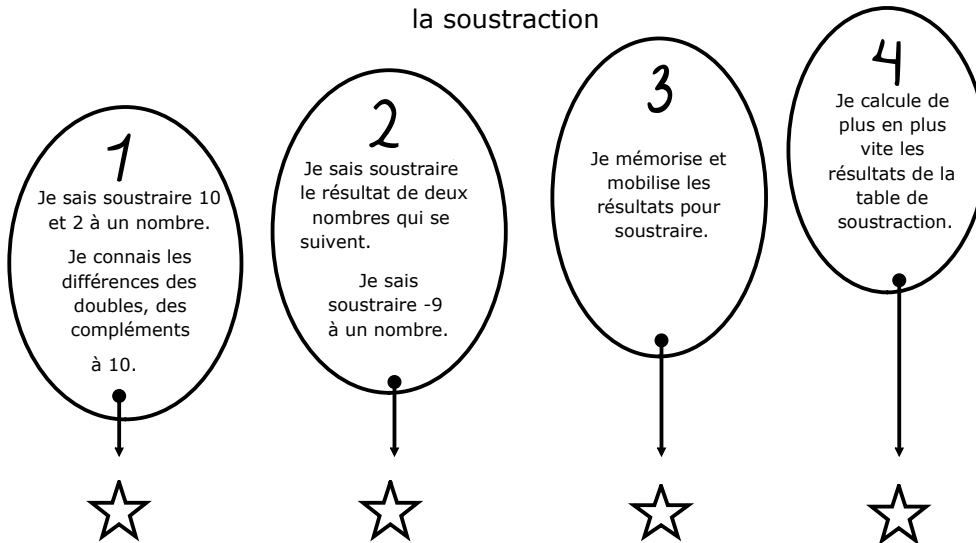 la soustraction
1
Je sais soustraire 10
et 2 à un nombre.
Je connais les
différences des
doubles, des
compléments
à 10.
2
Je sais soustraire
le résultat de deux
nombres qui se
suivent.
Je sais
soustraire -9
à un nombre.
3
Je mémorise et
mobilise les
résultats pour
soustraire.
4
Je calcule de
plus en plus
vite les
résultats de la
table de
soustraction.